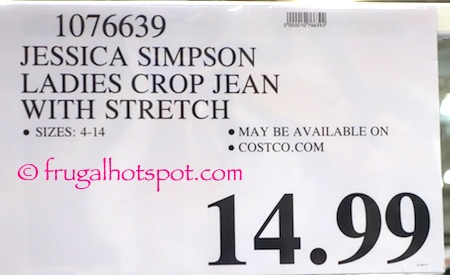 1076639
0000010766392
JESSICA SIMPSON
LADIES CROP JEAN
WITH STRETCH
• SIZES: 4-14
• MAY BE AVAILABLE ON
• COSTCO.COM
© frugalhotspot.com
14.99